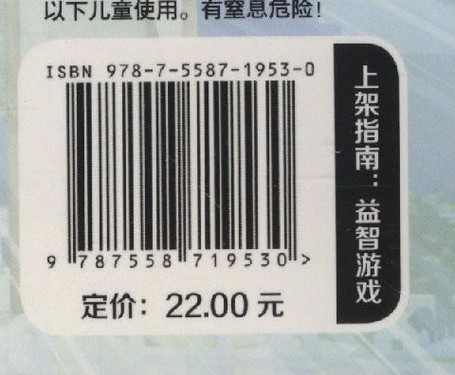 以下儿童使用。有窒息危险!
ISBN 978-7-5587-1953-0
9 787558 719530 >
定价: 22.00 元
上架指南: 益智游戏